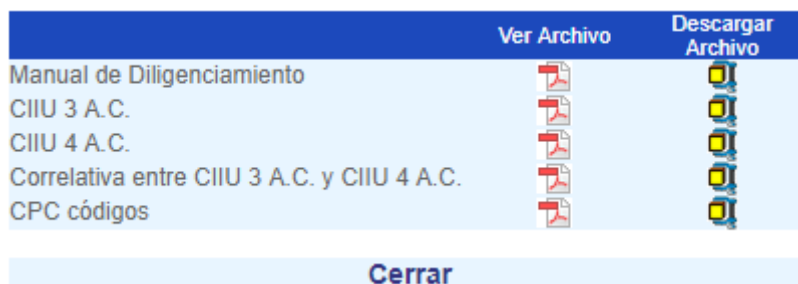 Ver Archivo
Descargar
Archivo
Manual de Diligenciamiento
CIIU 3 A.C.
CIIU 4 A.C.
Correlativa entre CIIU 3 A.C. y CIIU 4 A.C.
CPC códigos
Cerrar